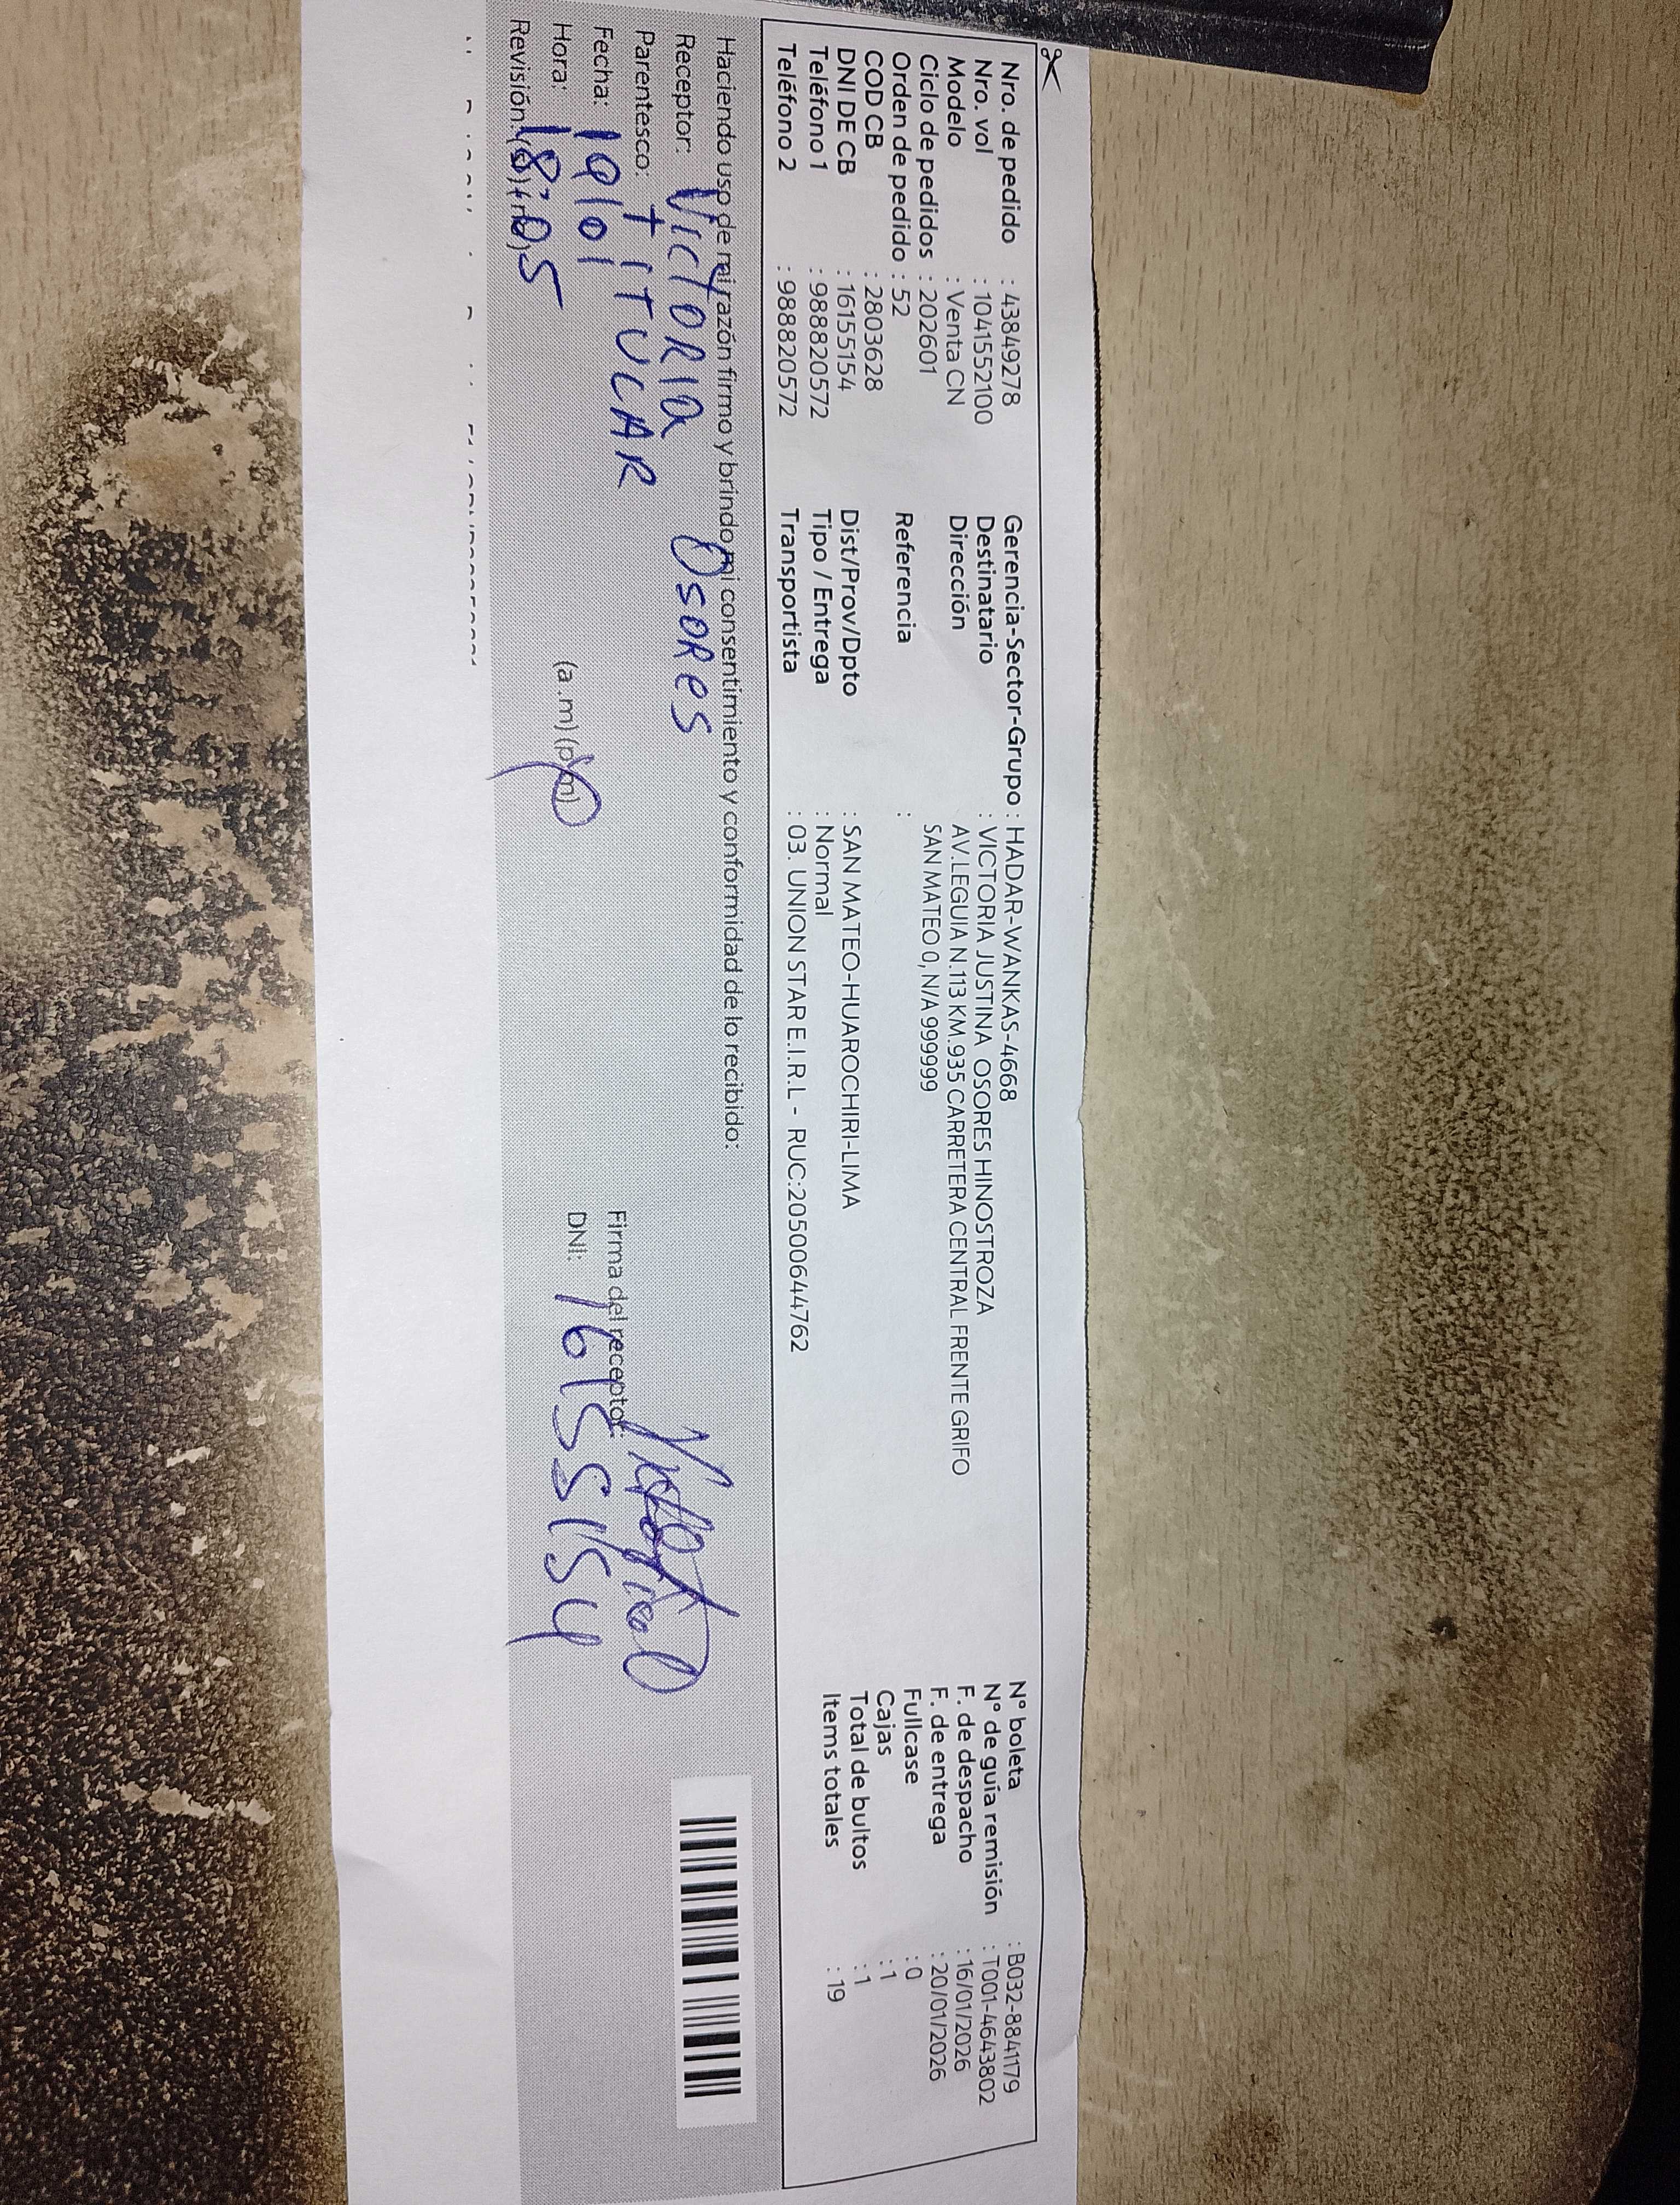 Nro. de pedido : 43849278
Nro. vol : 10415552100
Modelo : Venta CN
Ciclo de pedidos : 202601
Orden de pedido : 52
COD CB : 2803628
DNI DE CB : 16155154
Teléfono 1 : 988820572
Teléfono 2 : 988820572
Gerencia-Sector-Grupo : HADAR-WANKAS-4668
Destinatario : VICTORIA JUSTINA OSORES HINOSTROZA
Dirección AV.LEGUIA N.113 KM.935 CARRETERA CENTRAL FRENTE GRIFO
SAN MATEO 0, N/A 999999
Referencia :
Dist/Prov/Dpto : SAN MATEO-HUAROCHIRI-LIMA
Tipo / Entrega : Normal
Transportista : 03. UNION STAR E.I.R.L - RUC:20500644762
N° boleta : B032-8841179
N° de guía remisión : T001-4643802
F. de despacho : 16/01/2026
F. de entrega : 20/01/2026
Fullcase : 0
Cajas : 1
Total de bultos : 1
Items totales : 19
Haciendo uso de mi razón firmo y brindo mi consentimiento y conformidad de lo recibido:
Receptor: VICTORIA OSORES
Parentesco: TITUCAR
Fecha:
Hora: 18:05 (a.m) (p.m)
Revisión:
Firma del receptor:
DNI: 16155154